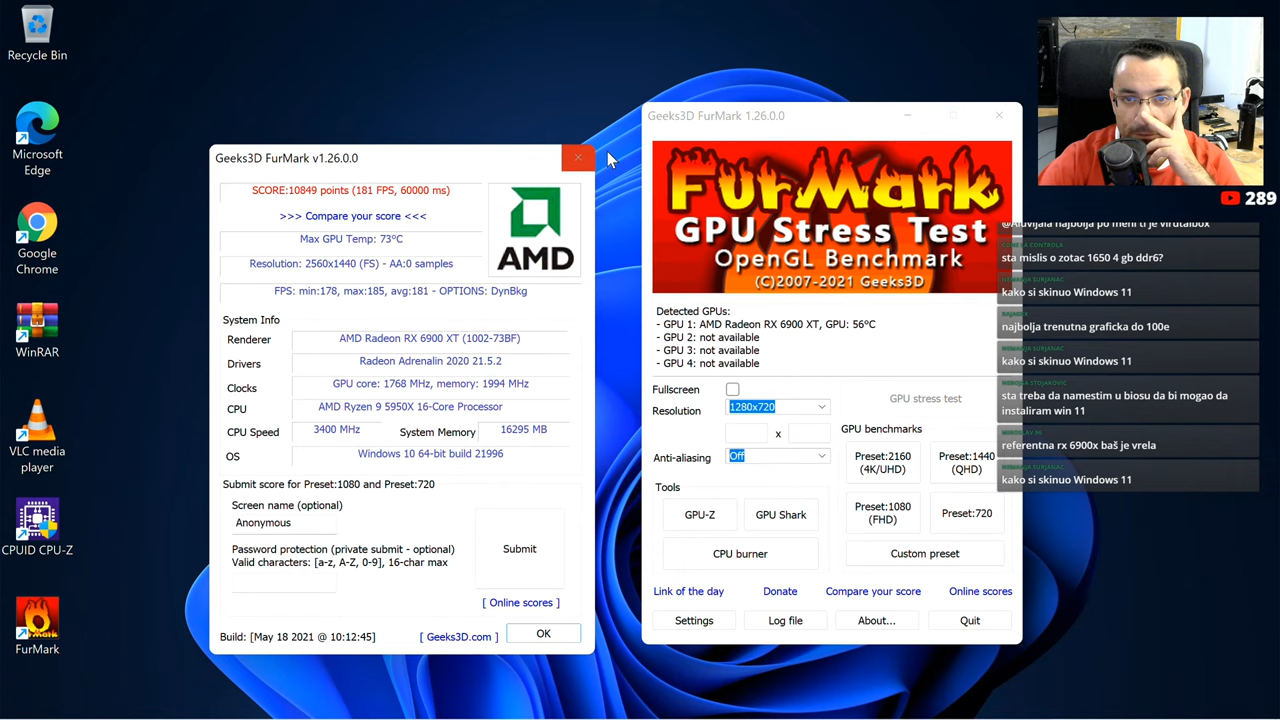 Recycle Bin
Microsoft
Edge
Google
Chrome
WinRAR
VLC media
player
CPUID CPU-Z
FurMark
Geeks3D FurMark v1.26.0.0
SCORE:10849 points (181 FPS, 60000 ms)
>>> Compare your score <<<
Max GPU Temp: 73°C
Resolution: 2560x1440 (FS) - AA:0 samples
AMD
FPS: min:178, max:185, avg:181 - OPTIONS: DynBkg
System Info
Renderer AMD Radeon RX 6900 XT (1002-73BF)
Drivers Radeon Adrenalin 2020 21.5.2
Clocks GPU core: 1768 MHz, memory: 1994 MHz
CPU AMD Ryzen 9 5950X 16-Core Processor
CPU Speed 3400 MHz System Memory 16295 MB
OS Windows 10 64-bit build 21996
Submit score for Preset:1080 and Preset:720
Screen name (optional)
Anonymous
Password protection (private submit - optional)
Valid characters: [a-z, A-Z, 0-9], 16-char max
Submit
[ Online scores ]
Build: [May 18 2021 @ 10:12:45] [ Geeks3D.com ] OK
Geeks3D FurMark 1.26.0.0
FurMark
GPU Stress Test
OpenGL Benchmark
(C)2007-2021 Geeks3D
Detected GPUs:
- GPU 1: AMD Radeon RX 6900 XT, GPU: 56°C
- GPU 2: not available
- GPU 3: not available
- GPU 4: not available
Fullscreen
Resolution 1280x720
x
Anti-aliasing Off
GPU stress test
GPU benchmarks
Preset:2160
(4K/UHD)
Preset:1440
(QHD)
Preset:1080
(FHD)
Preset:720
Custom preset
Tools
GPU-Z GPU Shark
CPU burner
Link of the day Donate Compare your score Online scores
Settings Log file About... Quit
289
sta mislis o zotac 1650 4 gb ddr6?
kako si skinuo Windows 11
najbolja trenutna graficka do 100e
kako si skinuo Windows 11
sta treba da namestim u biosu da bi mogao da
instaliram win 11
referentna rx 6900x baš je vrela
kako si skinuo Windows 11